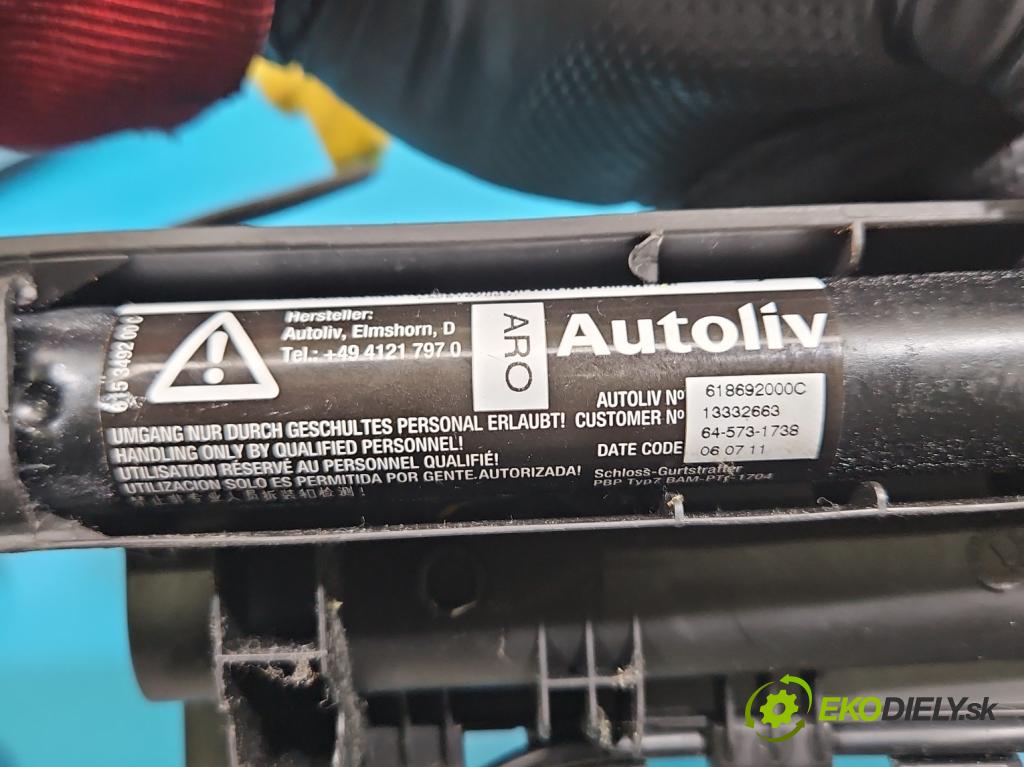 615 3492 00 C
Hersteller:
Autoliv, Elmshorn, D
Tel.: +49 4121 797 0
ARO
Autoliv
AUTOLIV Nº 618692000C
CUSTOMER Nº 13332663
64-573-1738
DATE CODE 06 07 11
UMGANG NUR DURCH GESCHULTES PERSONAL ERLAUBT!
HANDLING ONLY BY QUALIFIED PERSONNEL!
UTILISATION RÉSERVÉ AU PERSONNEL QUALIFIÉ!
UTILIZACION SOLO ES PERMITIDA POR GENTE AUTORIZADA!
Schloss-Gurtstraffer
PBP Typ7 BAM-PT1-1704
EKODIELY.sk